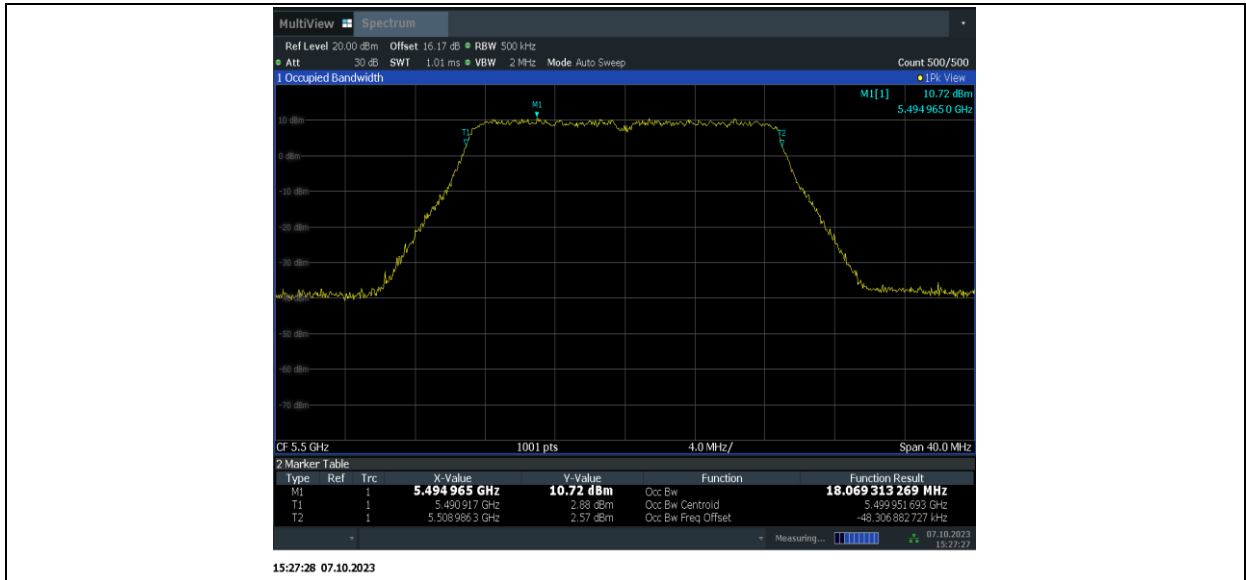 MultiView Spectrum
Ref Level 20.00 dBm Offset 16.17 dB RBW 500 kHz
Att 30 dB SWT 1.01 ms VBW 2 MHz Mode Auto Sweep Count 500/500
1 Occupied Bandwidth 1Pk View
M1[1] 10.72 dBm
5.494 965 0 GHz
M1
10 dBm
T1 T2
0 dBm
-10 dBm
-20 dBm
-30 dBm
-50 dBm
-60 dBm
-70 dBm
CF 5.5 GHz 1001 pts 4.0 MHz/ Span 40.0 MHz
2 Marker Table
Type Ref Trc X-Value Y-Value Function Function Result
M1 1 5.494 965 GHz 10.72 dBm Occ Bw 18.069 313 269 MHz
T1 1 5.490 917 GHz 2.88 dBm Occ Bw Centroid 5.499 951 693 GHz
T2 1 5.508 986 3 GHz 2.57 dBm Occ Bw Freq Offset -48.306 882 727 kHz
Measuring... 07.10.2023
15:27:27
15:27:28 07.10.2023